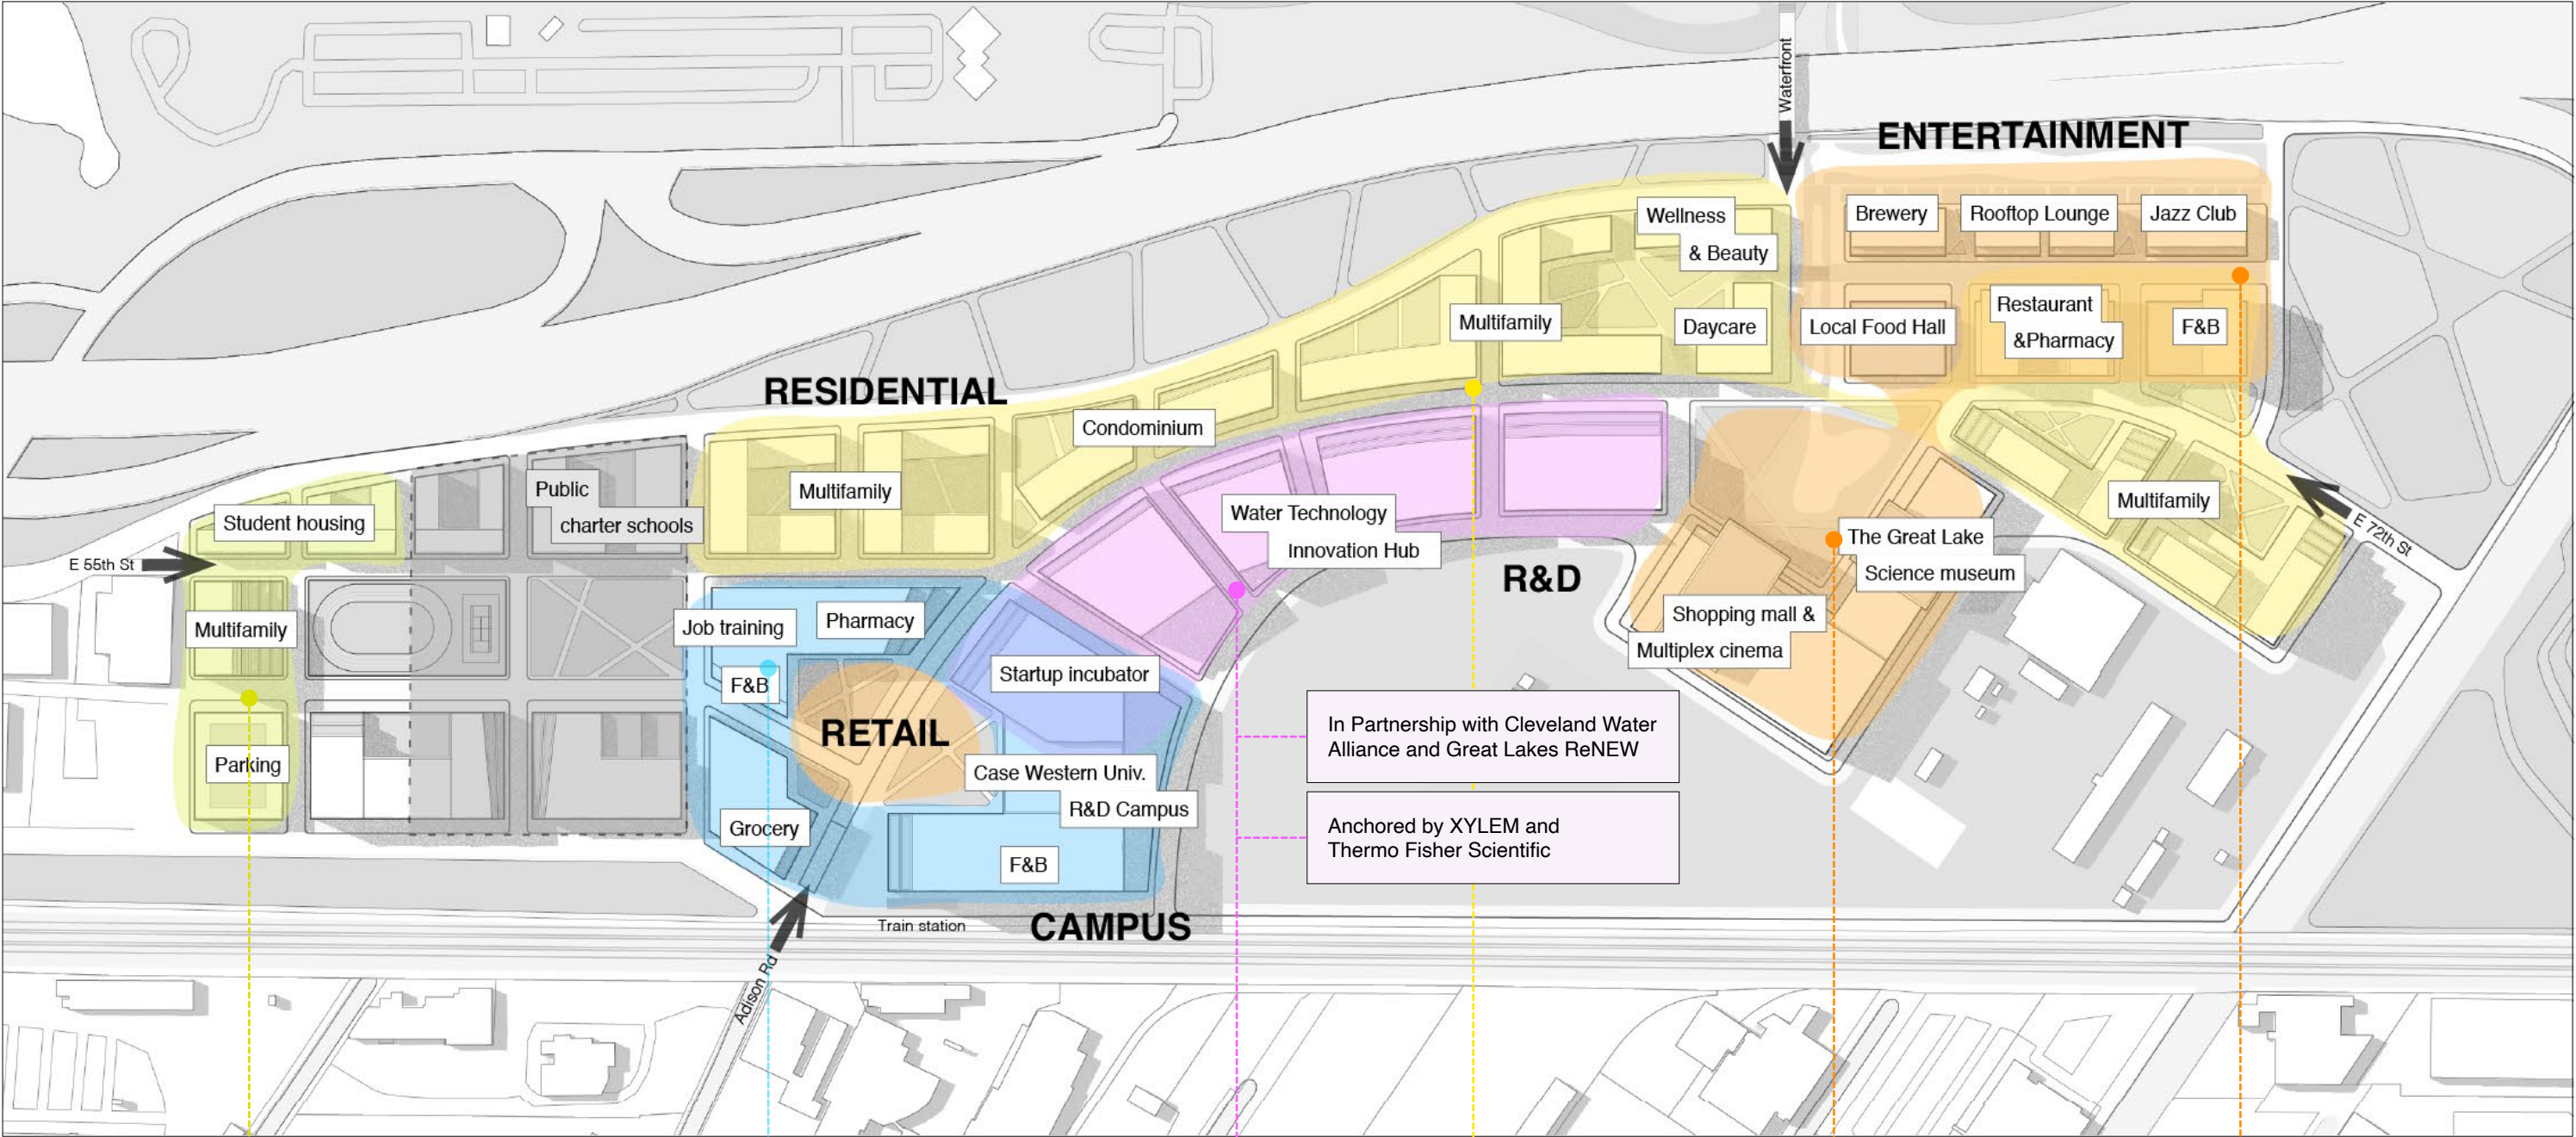 Waterfront
ENTERTAINMENT
Brewery
Rooftop Lounge
Jazz Club
Wellness
& Beauty
Multifamily
Daycare
Local Food Hall
Restaurant
&Pharmacy
F&B
RESIDENTIAL
Condominium
Multifamily
Public
charter schools
Student housing
E 55th St
Multifamily
Parking
Water Technology
Innovation Hub
R&D
The Great Lake
Science museum
Shopping mall &
Multiplex cinema
Multifamily
E 72th St
Job training
Pharmacy
F&B
Startup incubator
RETAIL
Case Western Univ.
R&D Campus
Grocery
F&B
In Partnership with Cleveland Water
Alliance and Great Lakes ReNEW
Anchored by XYLEM and
Thermo Fisher Scientific
Train station
CAMPUS
Adison Rd